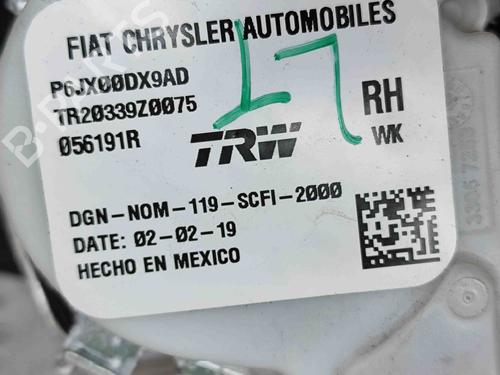 FIAT CHRYSLER AUTOMOBILES
P6JX00DX9AD
TR20339Z0075
056191R
RH
WK
TRW
DGN-NOM-119-SCFI-2000
DATE: 02-02-19
HECHO EN MEXICO